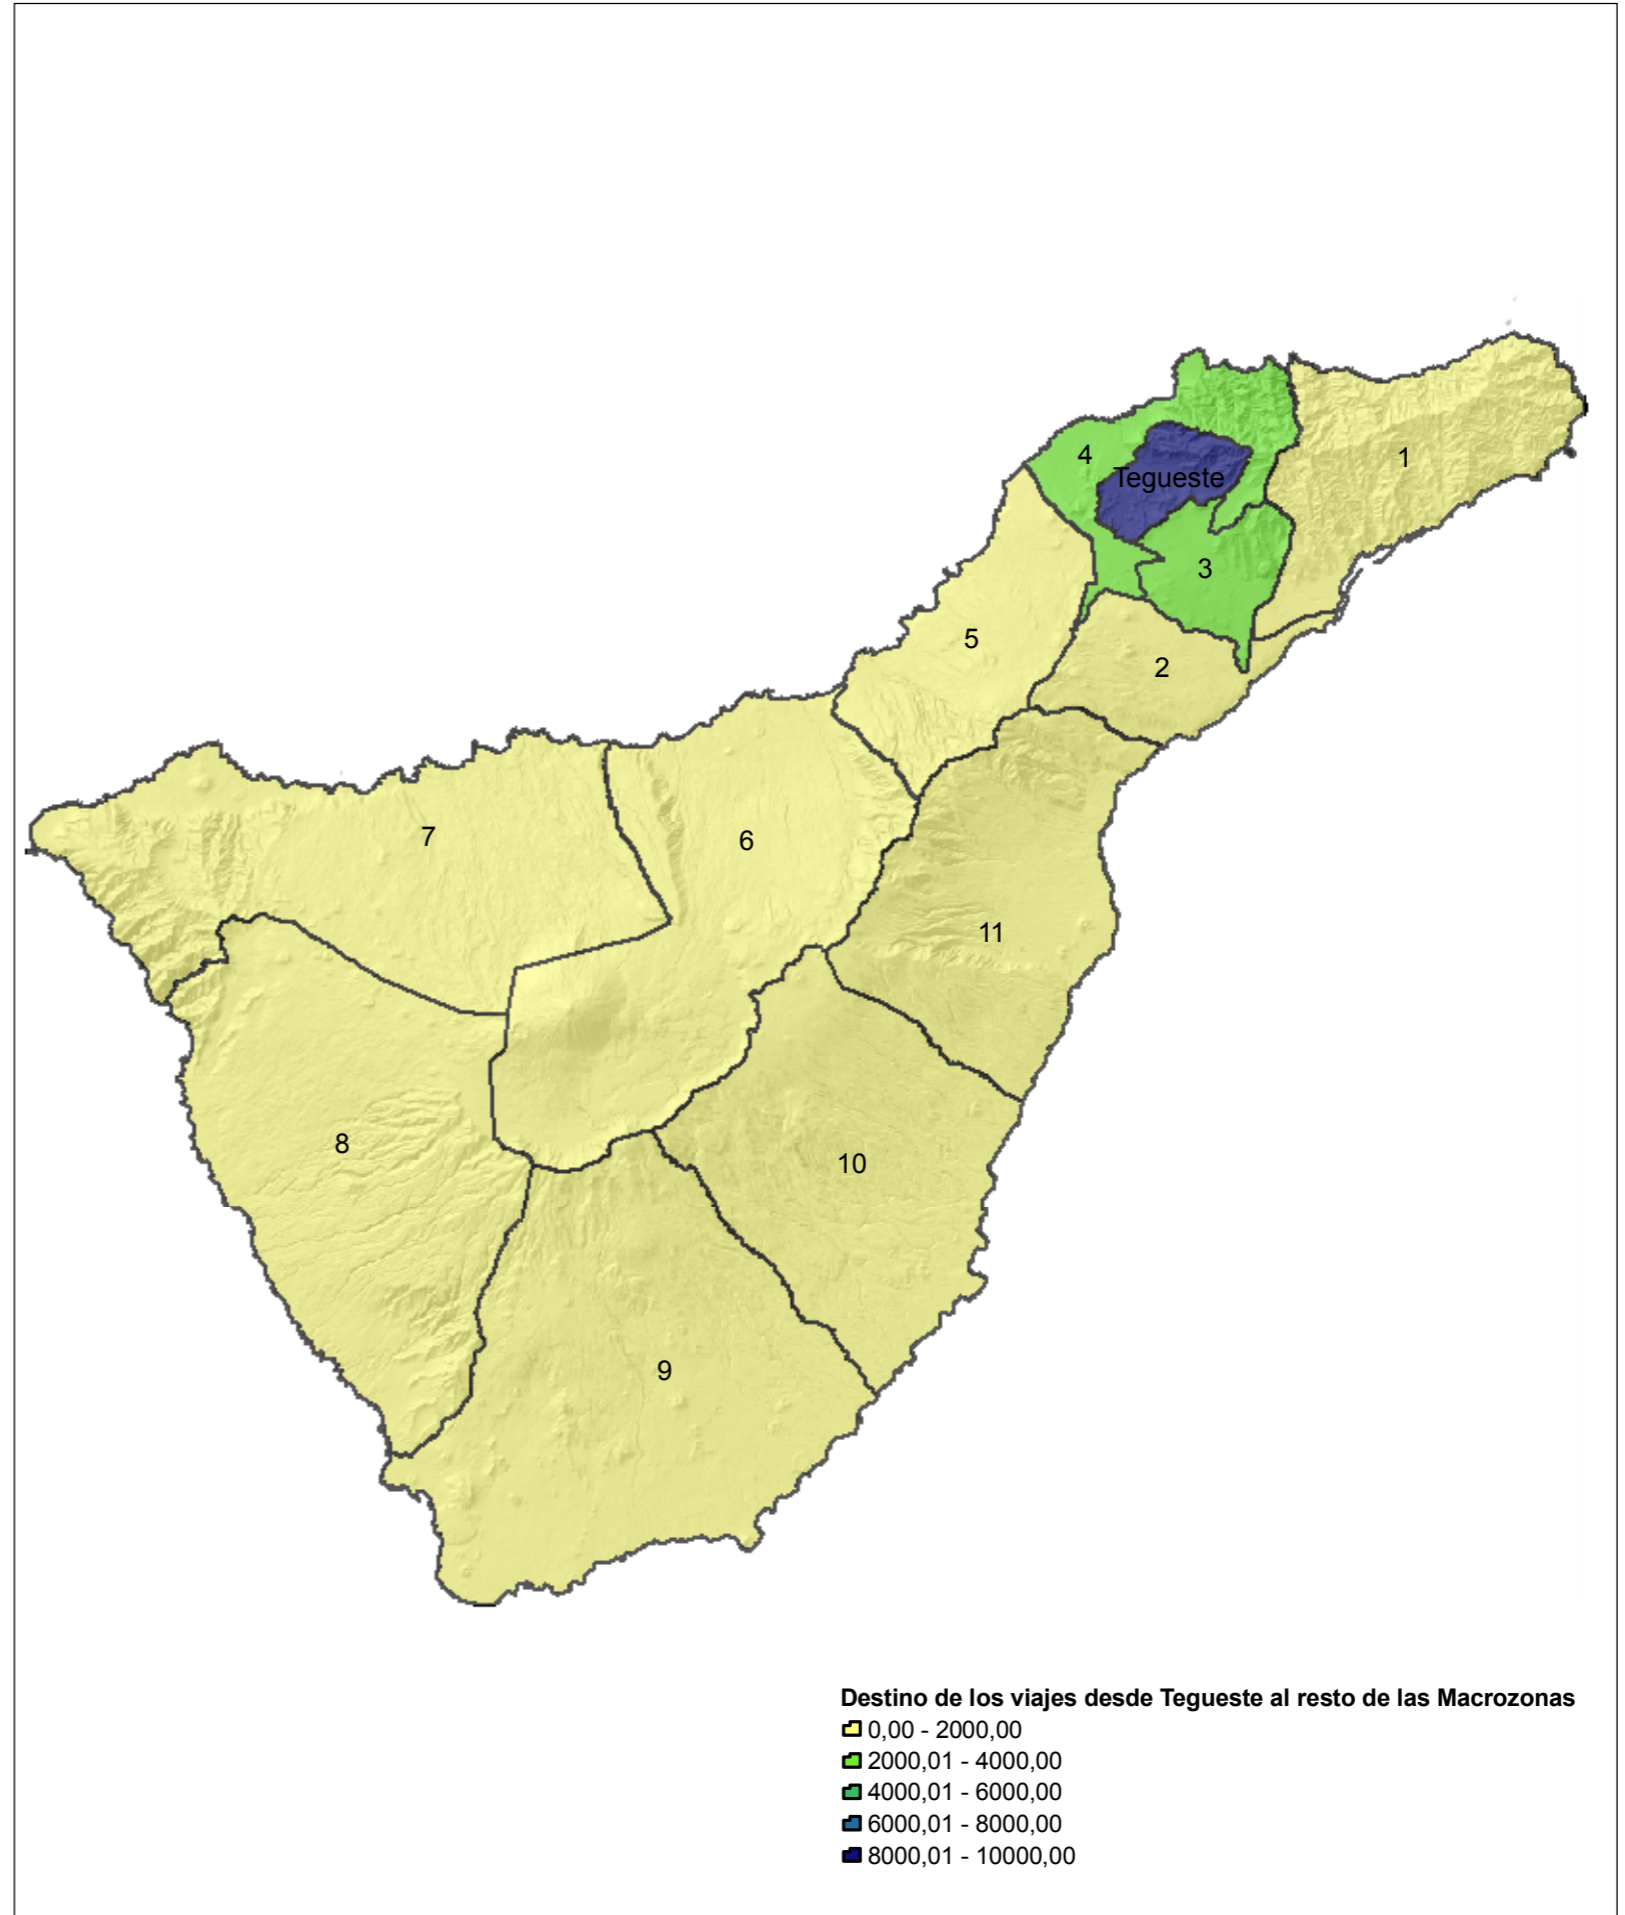 1
4
Tegueste
3
5
2
7
6
11
8
10
9
Destino de los viajes desde Tegueste al resto de las Macrozonas
0,00 - 2000,00
2000,01 - 4000,00
4000,01 - 6000,00
6000,01 - 8000,00
8000,01 - 10000,00